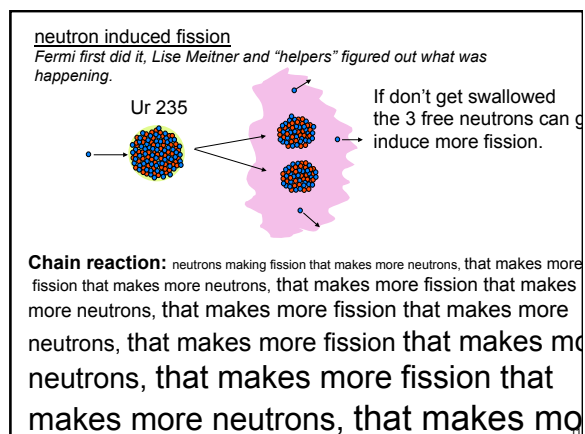 neutron induced fission
Fermi first did it, Lise Meitner and “helpers” figured out what was
happening.
Ur 235
If don’t get swallowed
the 3 free neutrons can g
induce more fission.
Chain reaction: neutrons making fission that makes more neutrons, that makes more
fission that makes more neutrons, that makes more fission that makes
more neutrons, that makes more fission that makes more
neutrons, that makes more fission that makes mo
neutrons, that makes more fission that
makes more neutrons, that makes mo